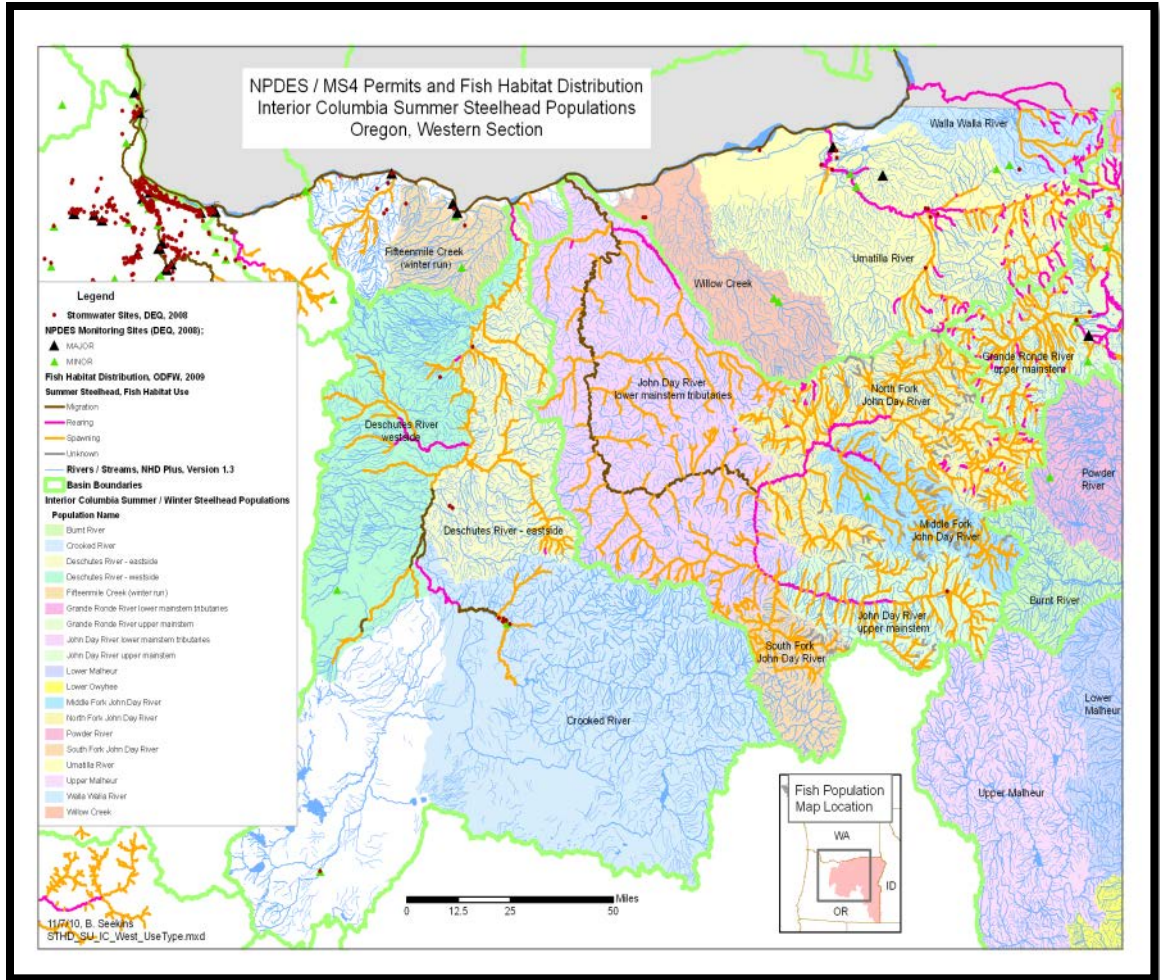 NPDES / MS4 Permits and Fish Habitat Distribution
Interior Columbia Summer Steelhead Populations
Oregon, Western Section
Walla Walla River
Fifteenmile Creek
(winter run)
Umatilla River
Willow Creek
Grande Ronde River
upper mainstem
North Fork
John Day River
John Day River
lower mainstem tributaries
Deschutes River
westside
Powder
River
Deschutes River - eastside
Middle Fork
John Day River
Burnt River
John Day River
upper mainstem
South Fork
John Day River
Lower
Malheur
Crooked River
Upper Malheur
Legend
Stormwater Sites, DEQ, 2008
NPDES Monitoring Sites (DEQ, 2008):
MAJOR
MINOR
Fish Habitat Distribution, ODFW, 2009
Summer Steelhead, Fish Habitat Use
Migration
Rearing
Spawning
Unknown
Rivers / Streams, NHD Plus, Version 1.3
Basin Boundaries
Interior Columbia Summer / Winter Steelhead Populations
Population Name
Burnt River
Crooked River
Deschutes River - eastside
Deschutes River - westside
Fifteenmile Creek (winter run)
Grande Ronde River lower mainstem tributaries
Grande Ronde River upper mainstem
John Day River lower mainstem tributaries
John Day River upper mainstem
Lower Malheur
Lower Owyhee
Middle Fork John Day River
North Fork John Day River
Powder River
South Fork John Day River
Umatilla River
Upper Malheur
Walla Walla River
Willow Creek
Fish Population
Map Location
WA
ID
OR
Miles
0 12.5 25 50
11/7/10, B. Seekins
STHD_SU_IC_West_UseType.mxd